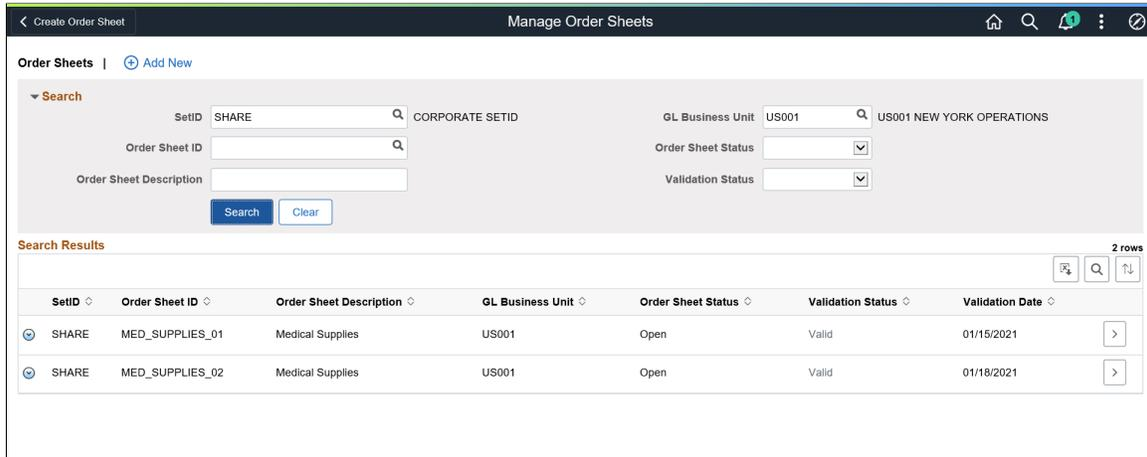 Create Order Sheet Manage Order Sheets 1
Order Sheets | Add New
Search
SetID SHARE CORPORATE SETID GL Business Unit US001 US001 NEW YORK OPERATIONS
Order Sheet ID Order Sheet Status
Order Sheet Description Validation Status
Search Clear
Search Results 2 rows
SetID Order Sheet ID Order Sheet Description GL Business Unit Order Sheet Status Validation Status Validation Date
SHARE MED_SUPPLIES_01 Medical Supplies US001 Open Valid 01/15/2021
SHARE MED_SUPPLIES_02 Medical Supplies US001 Open Valid 01/18/2021